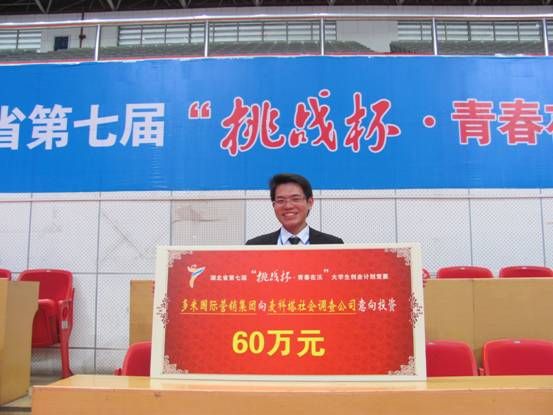 省第七届“挑战杯·青春在
湖北省第七届“挑战杯·青春在沃”大学生创业计划竞赛
多米国际营销集团向麦科塔社会调查公司意向投资
60万元